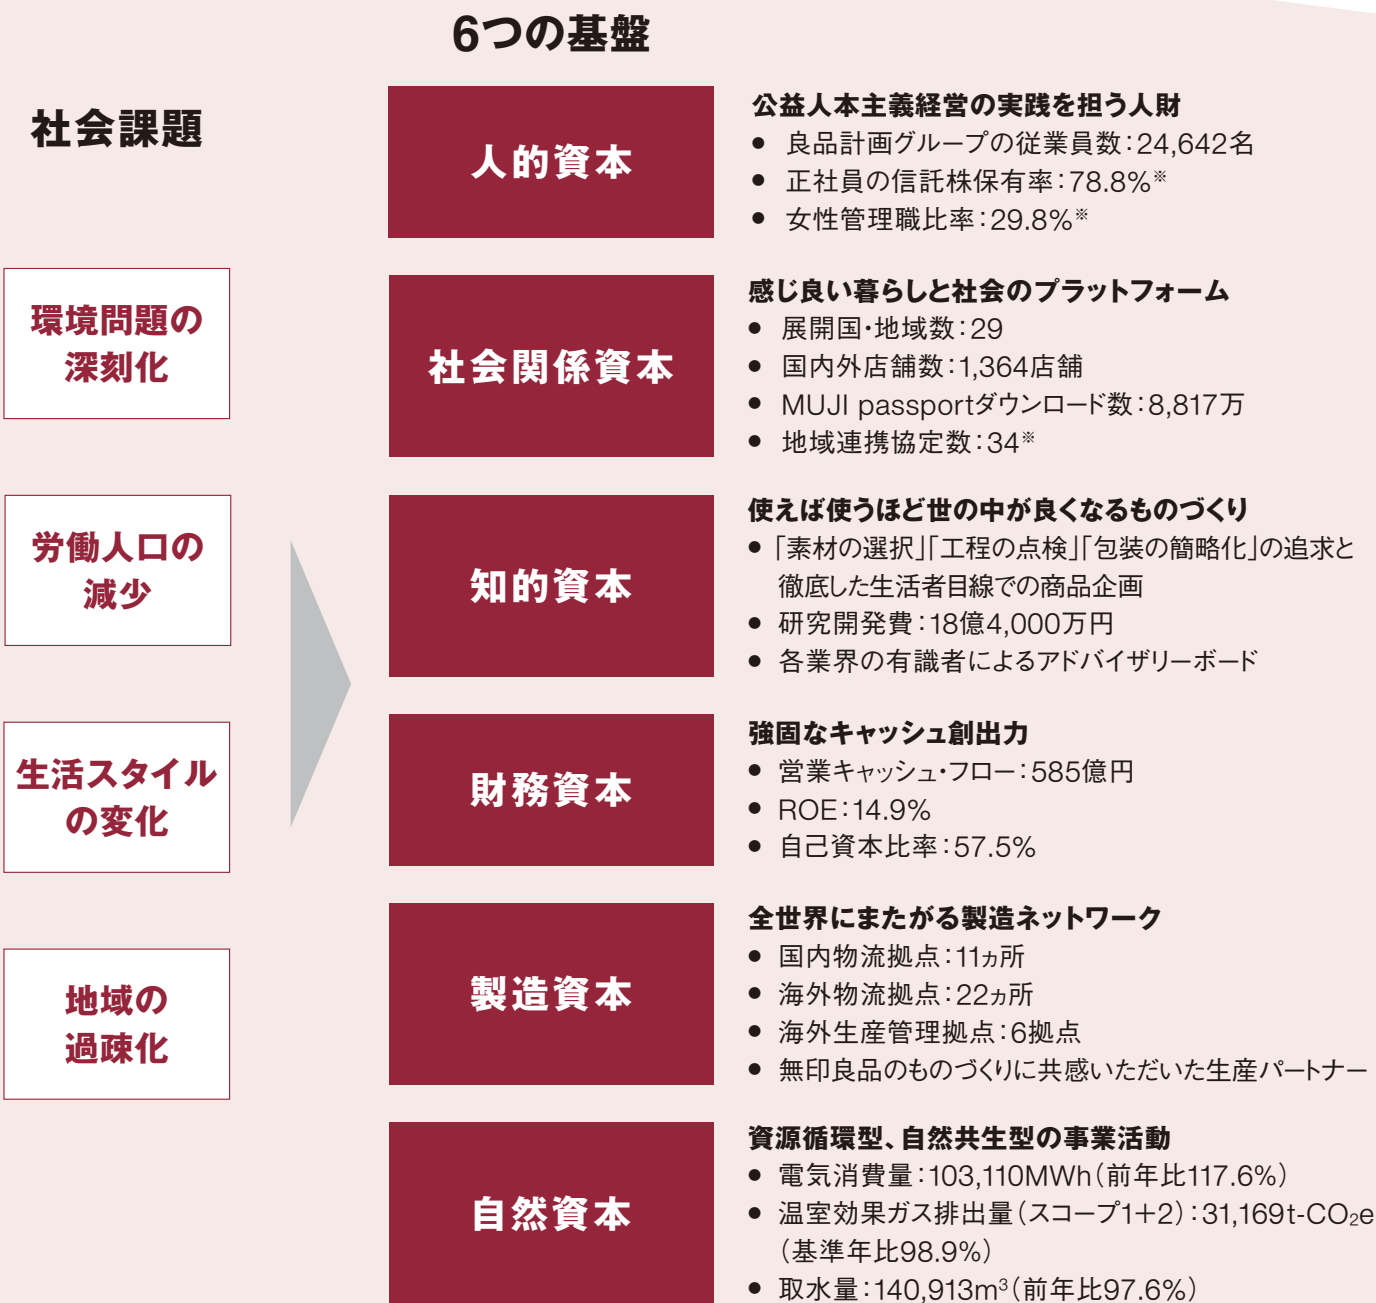 6つの基盤
社会課題
環境問題の
深刻化
労働人口の
減少
生活スタイル
の変化
地域の
過疎化
人的資本
公益人本主義経営の実践を担う人財
● 良品計画グループの従業員数：24,642名
● 正社員の信託株保有率：78.8%※
● 女性管理職比率：29.8%※
社会関係資本
感じ良い暮らしと社会のプラットフォーム
● 展開国・地域数：29
● 国内外店舗数：1,364店舗
● MUJI passportダウンロード数：8,817万
● 地域連携協定数：34※
知的資本
使えば使うほど世の中が良くなるものづくり
● 「素材の選択」「工程の点検」「包装の簡略化」の追求と
徹底した生活者目線での商品企画
● 研究開発費：18億4,000万円
● 各業界の有識者によるアドバイザリーボード
財務資本
強固なキャッシュ創出力
● 営業キャッシュ・フロー：585億円
● ROE：14.9%
● 自己資本比率：57.5%
製造資本
全世界にまたがる製造ネットワーク
● 国内物流拠点：11ヵ所
● 海外物流拠点：22ヵ所
● 海外生産管理拠点：6拠点
● 無印良品のものづくりに共感いただいた生産パートナー
自然資本
資源循環型、自然共生型の事業活動
● 電気消費量：103,110MWh（前年比117.6%）
● 温室効果ガス排出量（スコープ1＋2）：31,169t-CO₂e
（基準年比98.9%）
● 取水量：140,913m³（前年比97.6%）